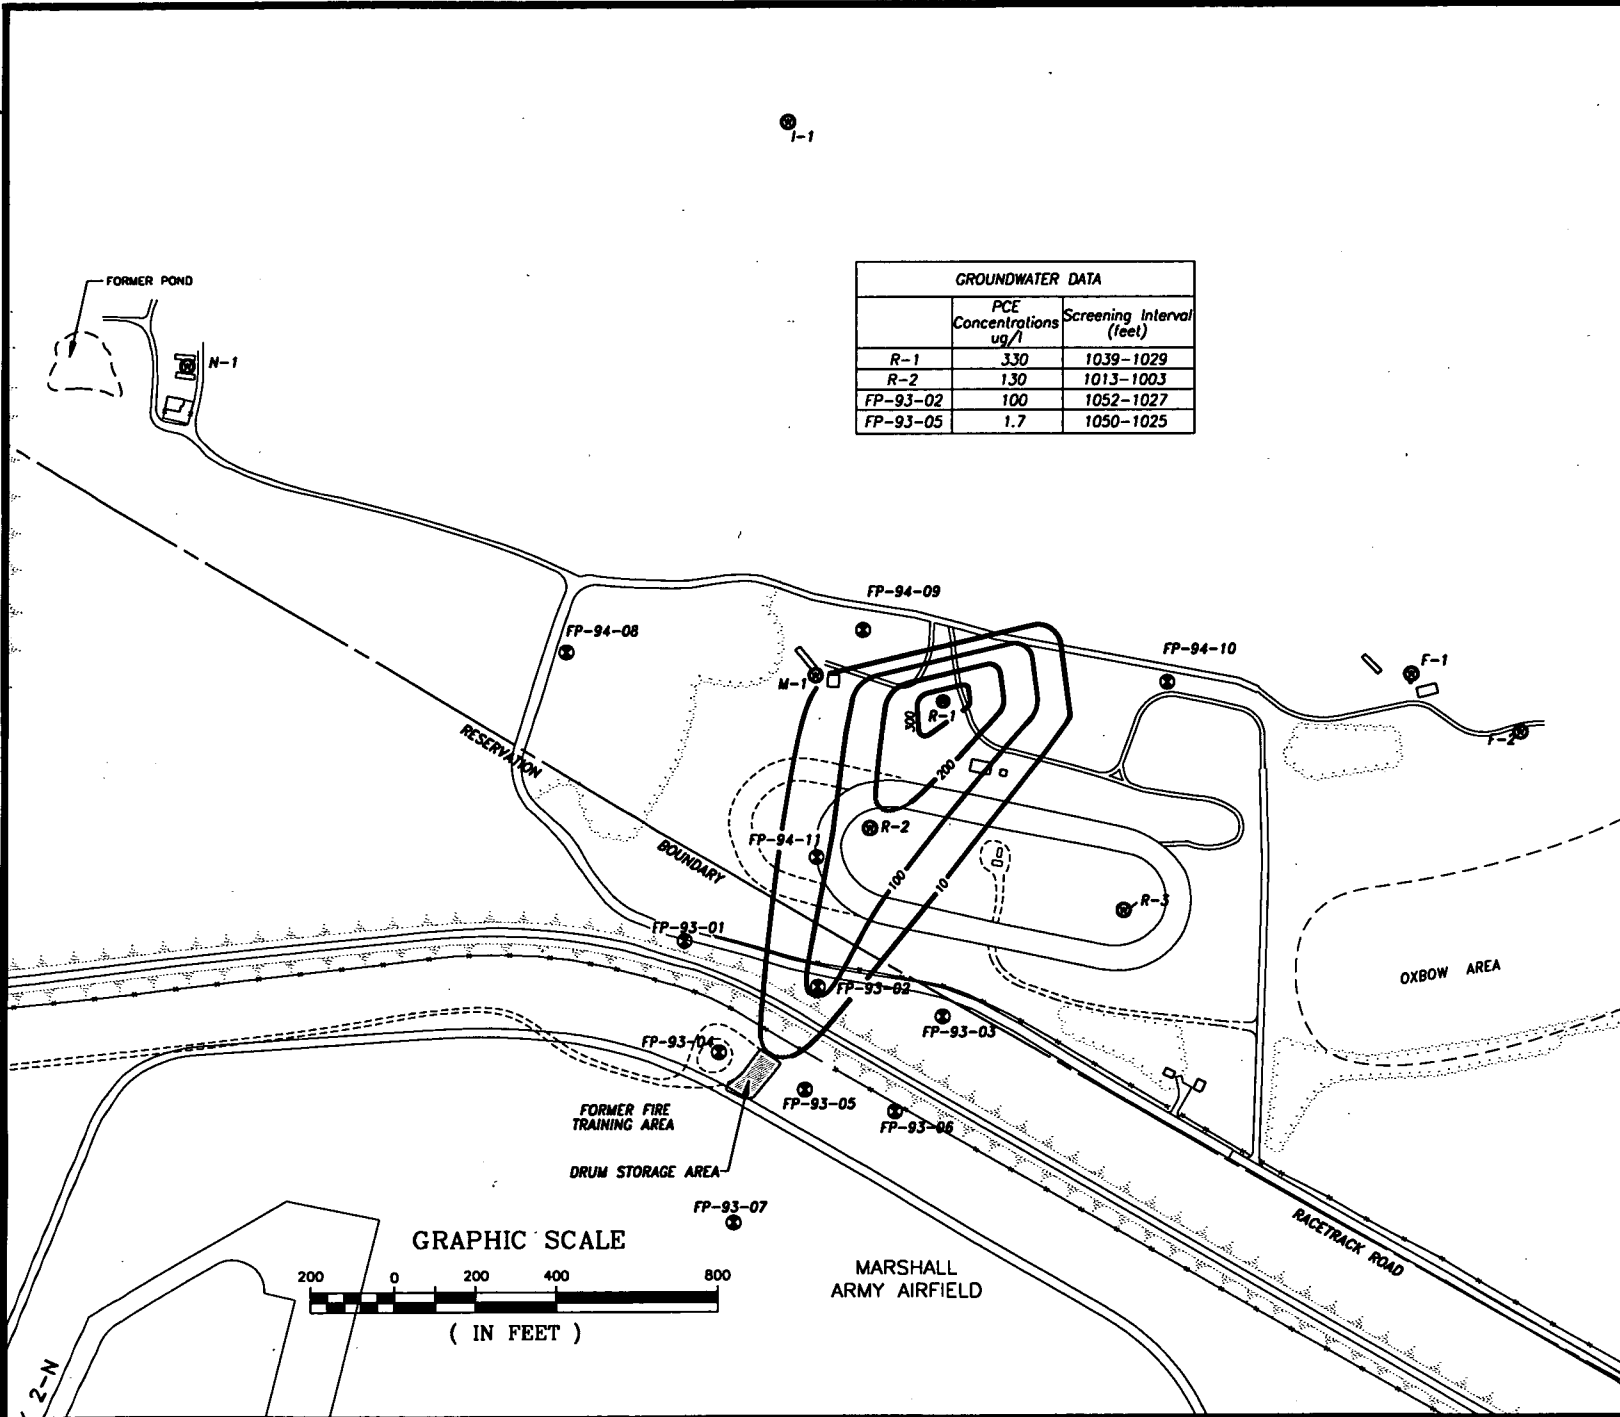 I-1
FORMER POND
N-1
GROUNDWATER DATA
PCE
Concentrations
ug/l
Screening Interval
(feet)
R-1 330 1039-1029
R-2 130 1013-1003
FP-93-02 100 1052-1027
FP-93-05 1.7 1050-1025
FP-94-09
FP-94-08
FP-94-10
F-1
M-1
R-1
300
F-2
RESERVATION
200
R-2
FP-94-11
BOUNDARY
100
10
R-3
FP-93-01
OXBOW AREA
FP-93-02
FP-93-03
FP-93-04
FP-93-05
FORMER FIRE
TRAINING AREA
FP-93-06
DRUM STORAGE AREA
FP-93-07
RACETRACK ROAD
GRAPHIC SCALE
MARSHALL
ARMY AIRFIELD
200 0 200 400 800
( IN FEET )
2-N